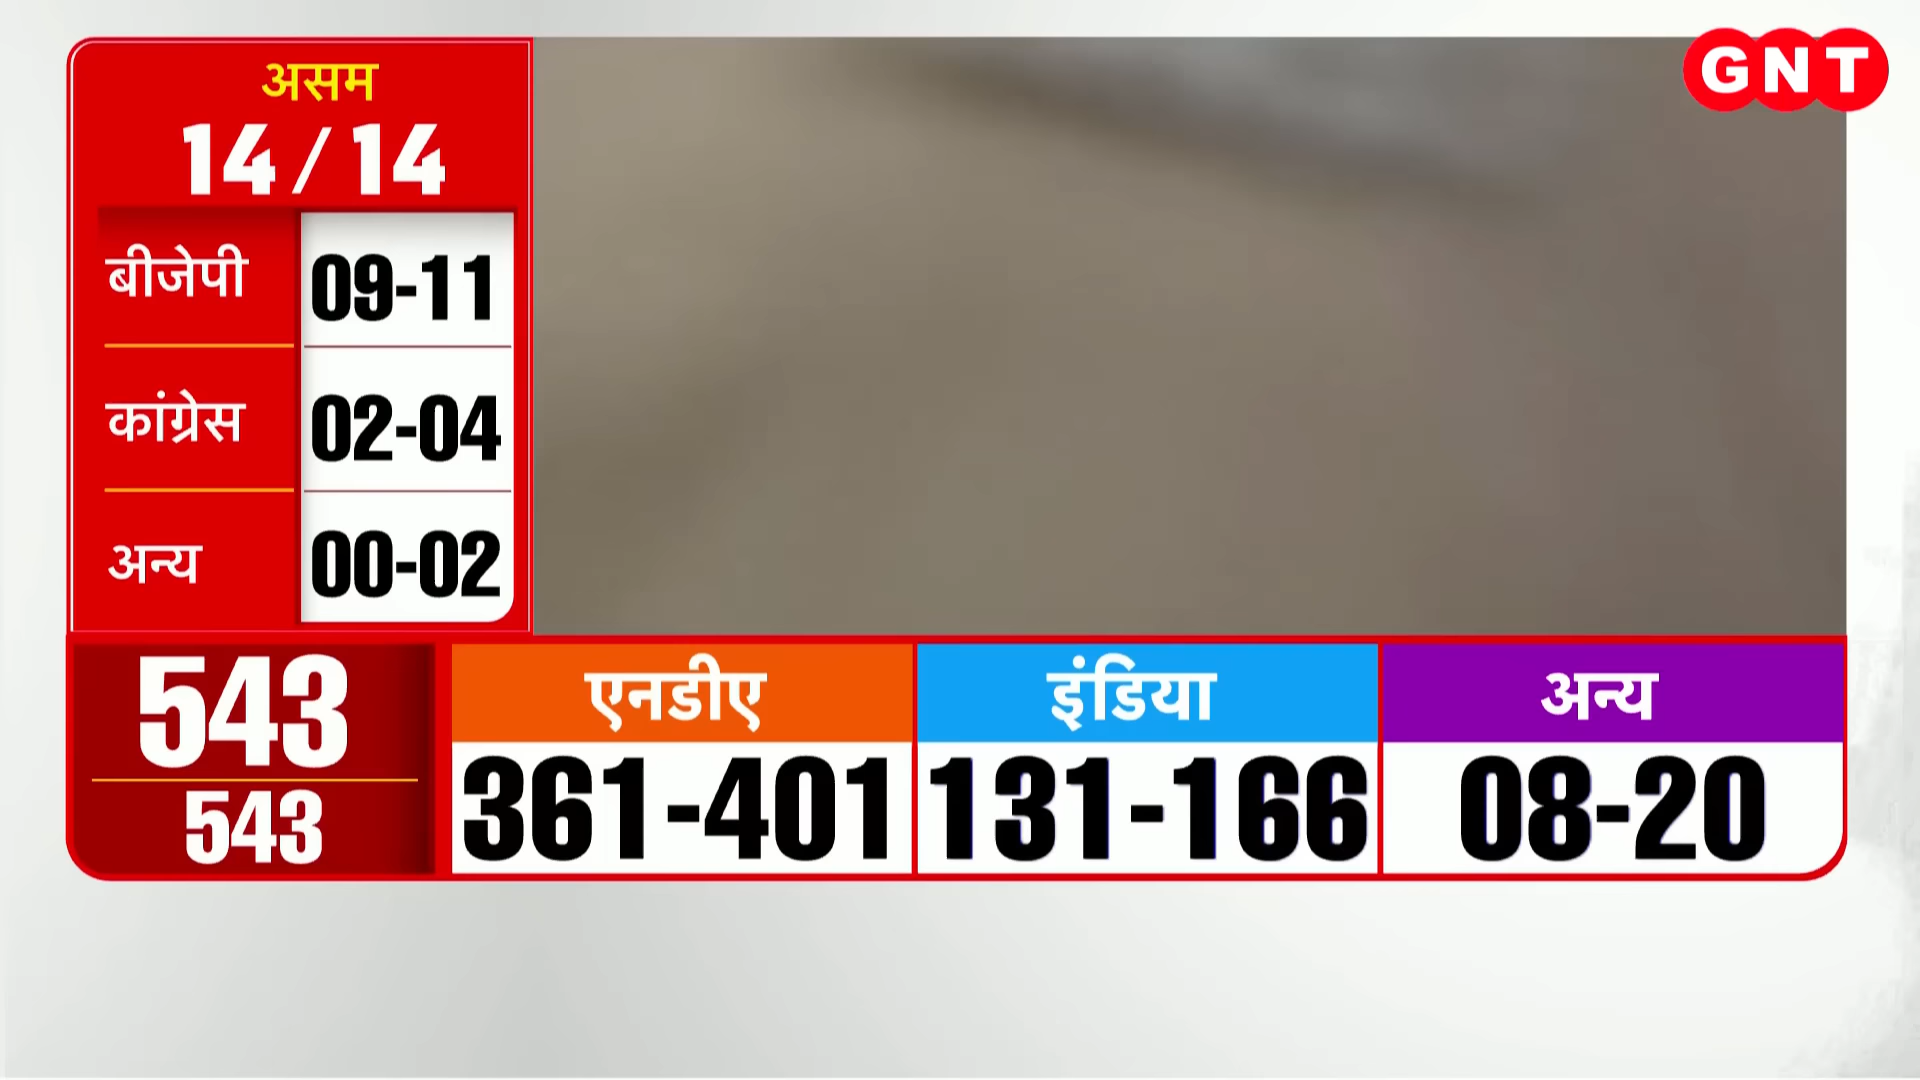 असम
14/14
बीजेपी 09-11
कांग्रेस 02-04
अन्य 00-02
GNT
543
543
एनडीए इंडिया अन्य
361-401 131-166 08-20